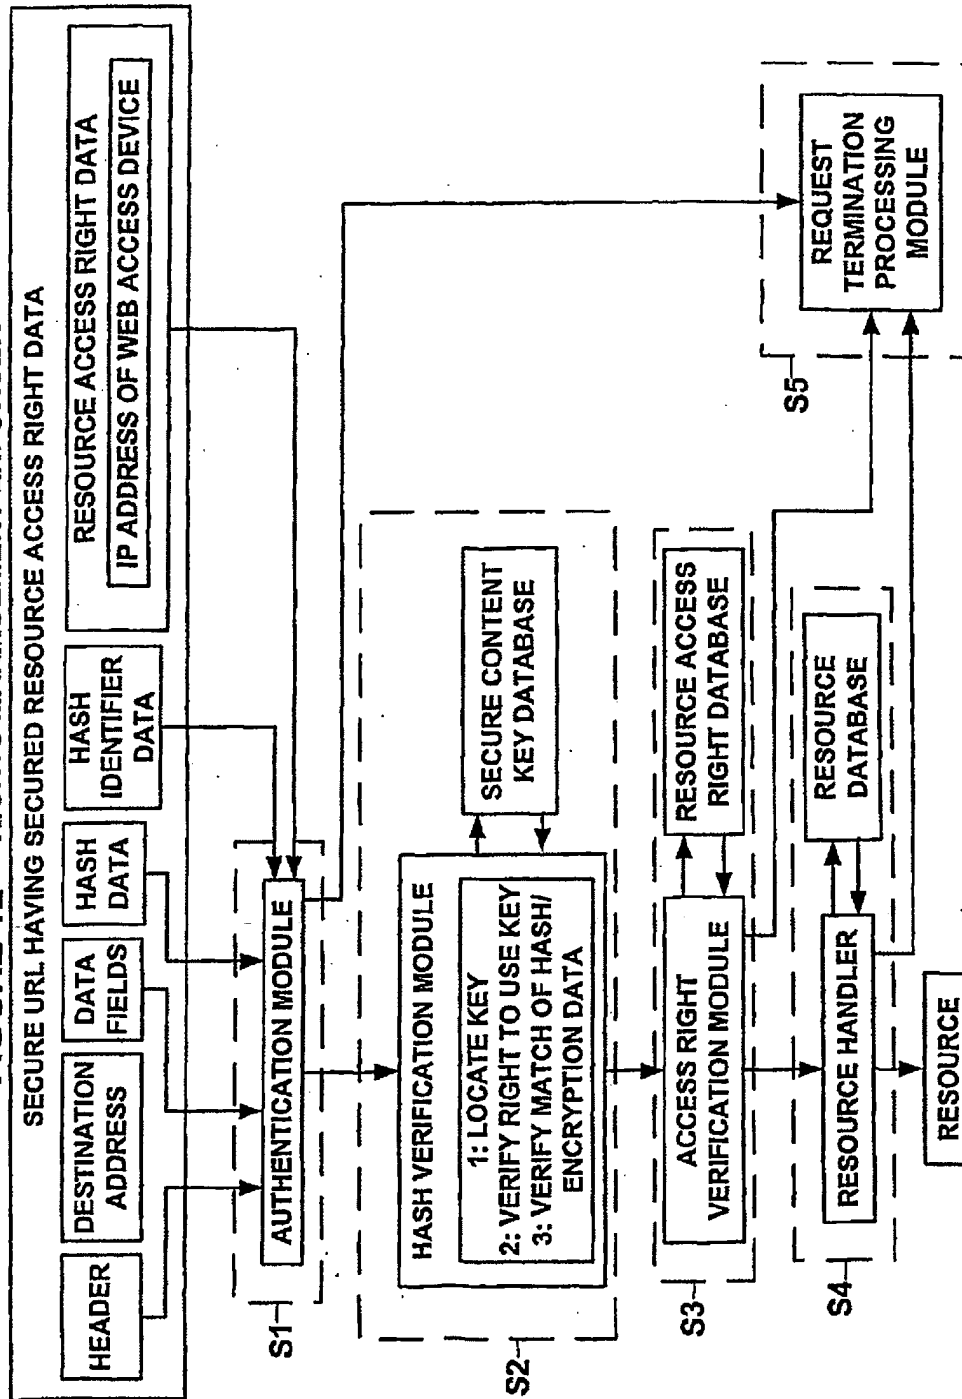 SECURE URL HAVING SECURED RESOURCE ACCESS RIGHT DATA
HEADER
DESTINATION
ADDRESS
DATA
FIELDS
HASH
DATA
HASH
IDENTIFIER
DATA
RESOURCE ACCESS RIGHT DATA
IP ADDRESS OF WEB ACCESS DEVICE
S1
AUTHENTICATION MODULE
S2
HASH VERIFICATION MODULE
1: LOCATE KEY
2: VERIFY RIGHT TO USE KEY
3: VERIFY MATCH OF HASH/
ENCRYPTION DATA
SECURE CONTENT
KEY DATABASE
S3
ACCESS RIGHT
VERIFICATION MODULE
RESOURCE ACCESS
RIGHT DATABASE
S4
RESOURCE HANDLER
RESOURCE
DATABASE
S5
REQUEST
TERMINATION
PROCESSING
MODULE
RESOURCE